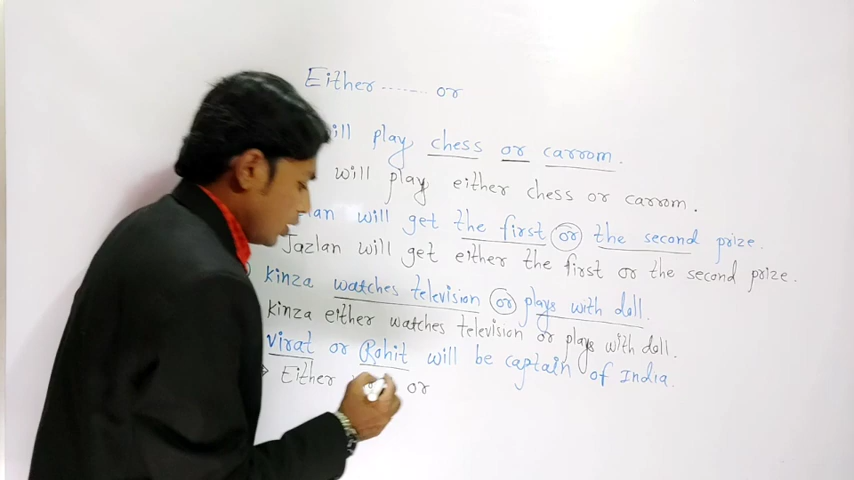 Either ....... or
will play chess or carrom.
will play either chess or carrom.
will get the first or the second prize.
Jazlan will get either the first or the second prize.
Kinza watches television or plays with doll.
Kinza either watches television or plays with doll.
Virat or Rohit will be captain of India.
Either or